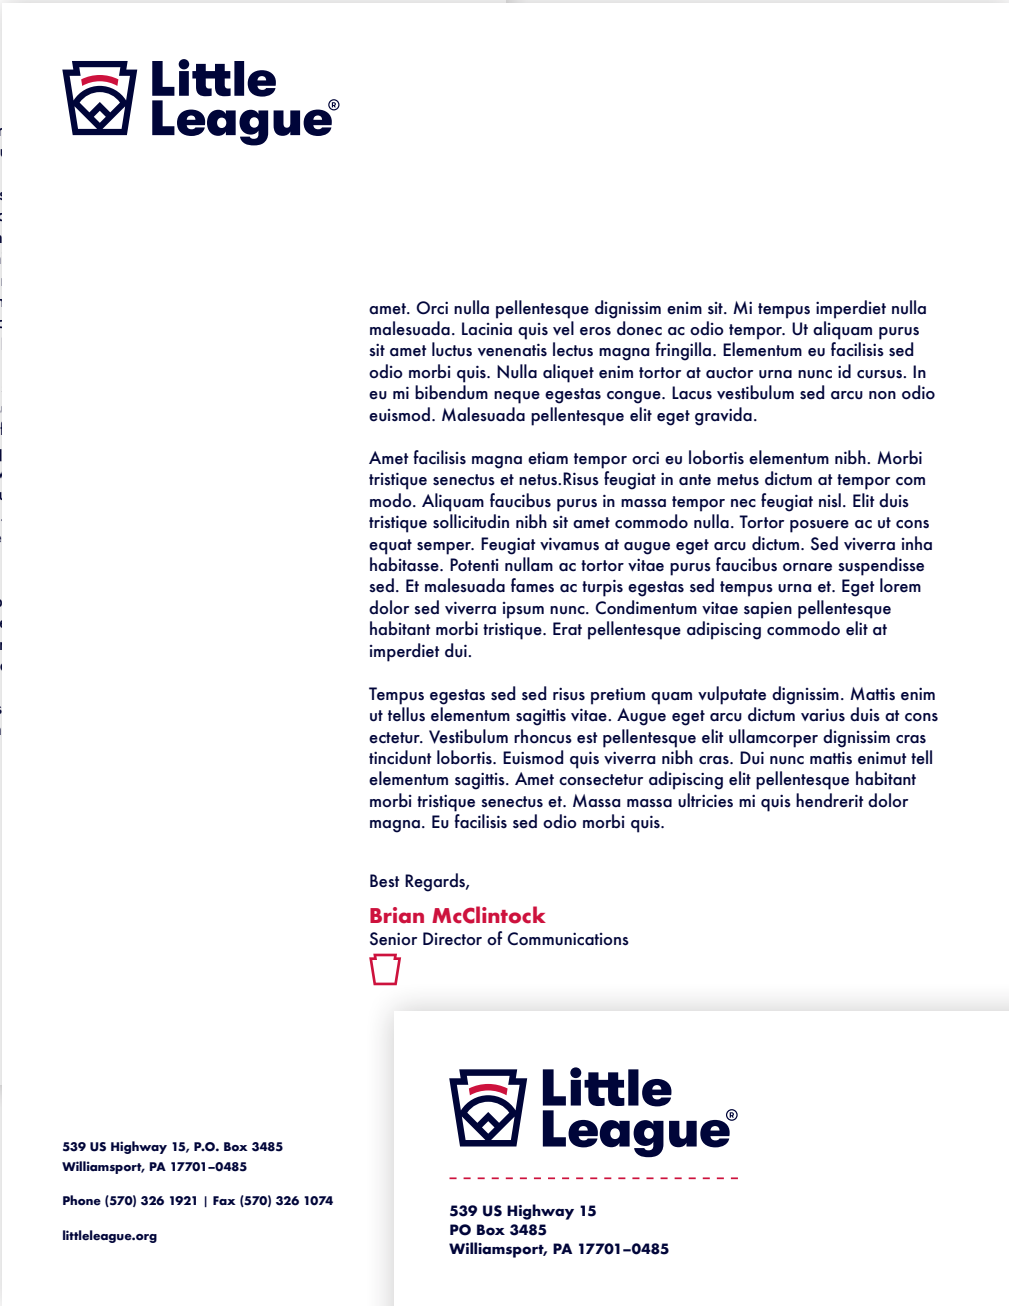 Little
League®
amet. Orci nulla pellentesque dignissim enim sit. Mi tempus imperdiet nulla
malesuada. Lacinia quis vel eros donec ac odio tempor. Ut aliquam purus
sit amet luctus venenatis lectus magna fringilla. Elementum eu facilisis sed
odio morbi quis. Nulla aliquet enim tortor at auctor urna nunc id cursus. In
eu mi bibendum neque egestas congue. Lacus vestibulum sed arcu non odio
euismod. Malesuada pellentesque elit eget gravida.
Amet facilisis magna etiam tempor orci eu lobortis elementum nibh. Morbi
tristique senectus et netus.Risus feugiat in ante metus dictum at tempor com
modo. Aliquam faucibus purus in massa tempor nec feugiat nisl. Elit duis
tristique sollicitudin nibh sit amet commodo nulla. Tortor posuere ac ut cons
equat semper. Feugiat vivamus at augue eget arcu dictum. Sed viverra inha
habitasse. Potenti nullam ac tortor vitae purus faucibus ornare suspendisse
sed. Et malesuada fames ac turpis egestas sed tempus urna et. Eget lorem
dolor sed viverra ipsum nunc. Condimentum vitae sapien pellentesque
habitant morbi tristique. Erat pellentesque adipiscing commodo elit at
imperdiet dui.
Tempus egestas sed sed risus pretium quam vulputate dignissim. Mattis enim
ut tellus elementum sagittis vitae. Augue eget arcu dictum varius duis at cons
ectetur. Vestibulum rhoncus est pellentesque elit ullamcorper dignissim cras
tincidunt lobortis. Euismod quis viverra nibh cras. Dui nunc mattis enimut tell
elementum sagittis. Amet consectetur adipiscing elit pellentesque habitant
morbi tristique senectus et. Massa massa ultricies mi quis hendrerit dolor
magna. Eu facilisis sed odio morbi quis.
Best Regards,
Brian McClintock
Senior Director of Communications
539 US Highway 15, P.O. Box 3485
Williamsport, PA 17701–0485
Phone (570) 326 1921 | Fax (570) 326 1074
littleleague.org
Little
League®
539 US Highway 15
PO Box 3485
Williamsport, PA 17701–0485